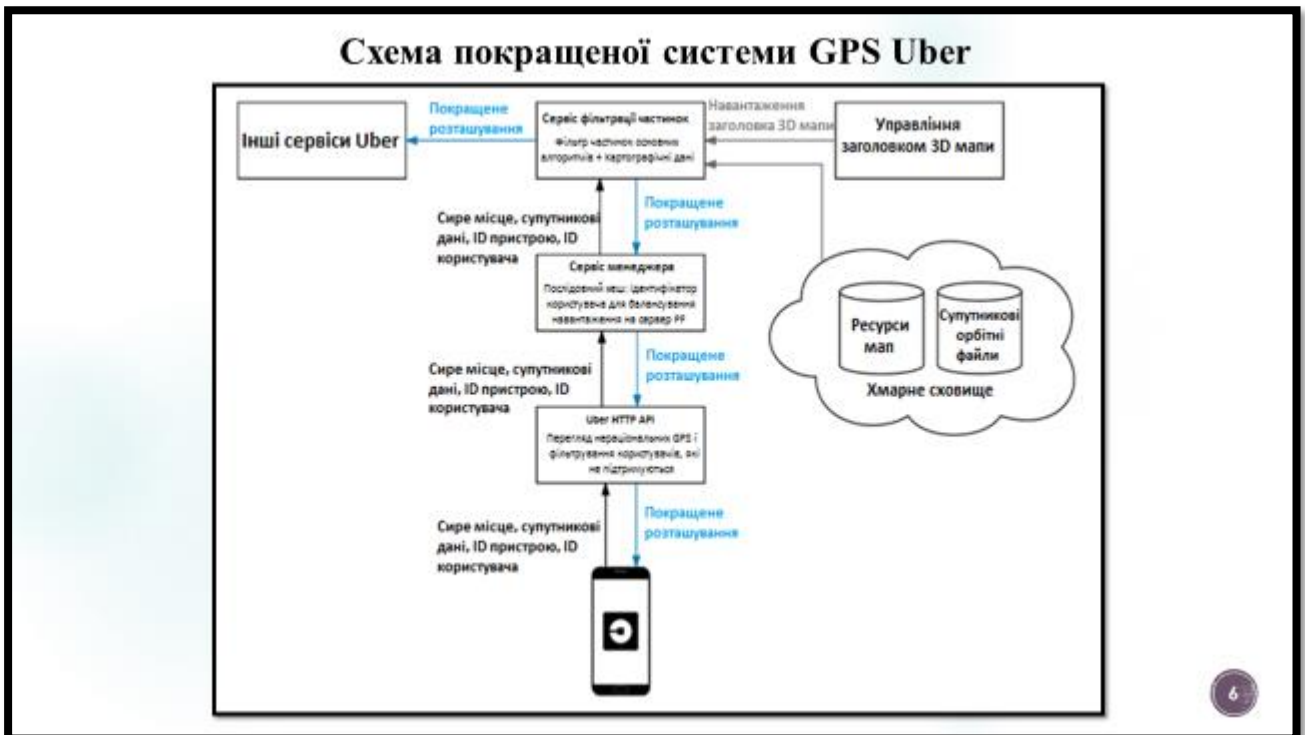 Схема покращеної системи GPS Uber
Інші сервіси Uber
Покращене
розташування
Сервіс фільтрації частинок
Фільтр частинок основних
алгоритмів + картографічні дані
Навантаження
заголовка 3D мапи
Управління
заголовком 3D мапи
Сире місце, супутникові
дані, ID пристрою, ID
користувача
Покращене
розташування
Сервіс менеджера
Послідовний хеш: ідентифікатор
користувача для балансування
навантаження на сервер PF
Ресурси
мап
Супутникові
орбітні
файли
Хмарне сховище
Сире місце, супутникові
дані, ID пристрою, ID
користувача
Покращене
розташування
Uber HTTP API
Перегляд нераціональних GPS і
фільтрування користувачів, які
не підтримуються
Сире місце, супутникові
дані, ID пристрою, ID
користувача
Покращене
розташування
6